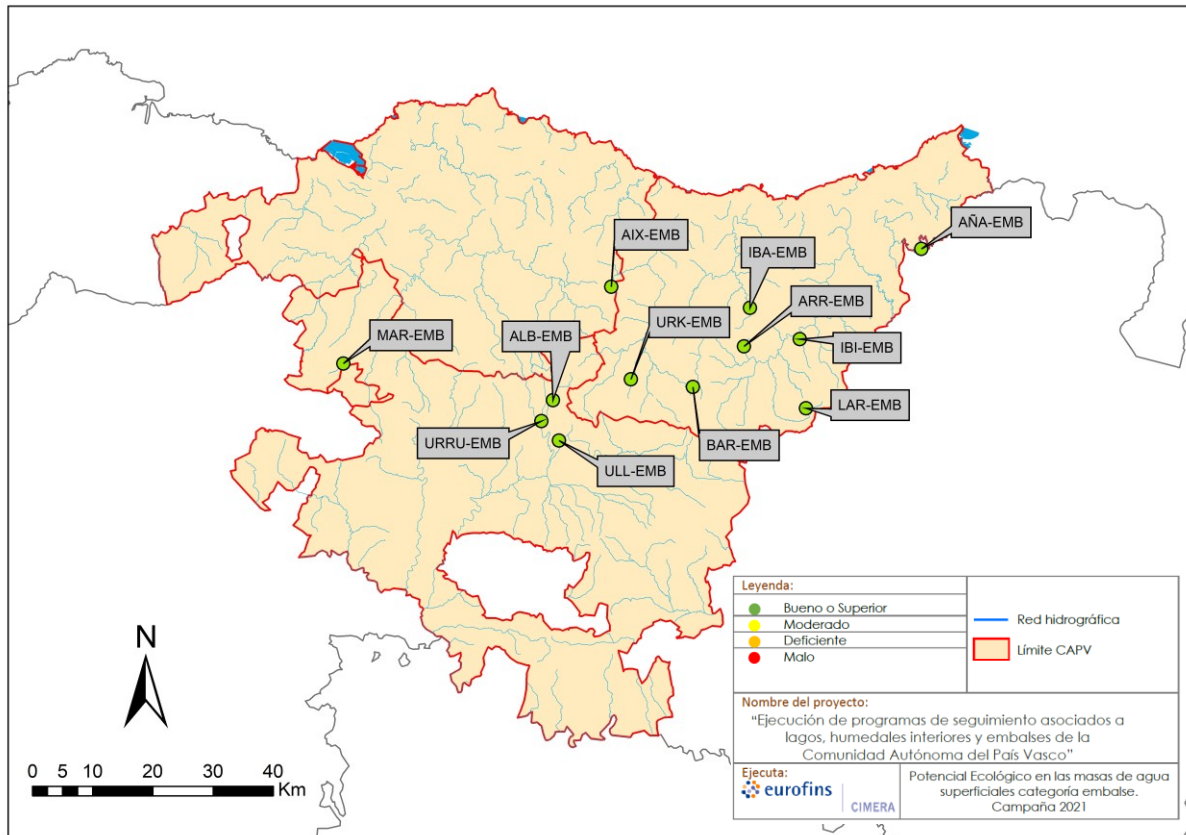 AÑA-EMB
AIX-EMB
IBA-EMB
ARR-EMB
URK-EMB
MAR-EMB
ALB-EMB
IBI-EMB
LAR-EMB
URRU-EMB
BAR-EMB
ULL-EMB
N
0 5 10 20 30 40
Km
Leyenda:
Bueno o Superior
Moderado
Deficiente
Malo
Red hidrográfica
Límite CAPV
Nombre del proyecto:
"Ejecución de programas de seguimiento asociados a
lagos, humedales interiores y embalses de la
Comunidad Autónoma del País Vasco"
Ejecuta:
eurofins
CIMERA
Potencial Ecológico en las masas de agua
superficiales categoría embalse.
Campaña 2021